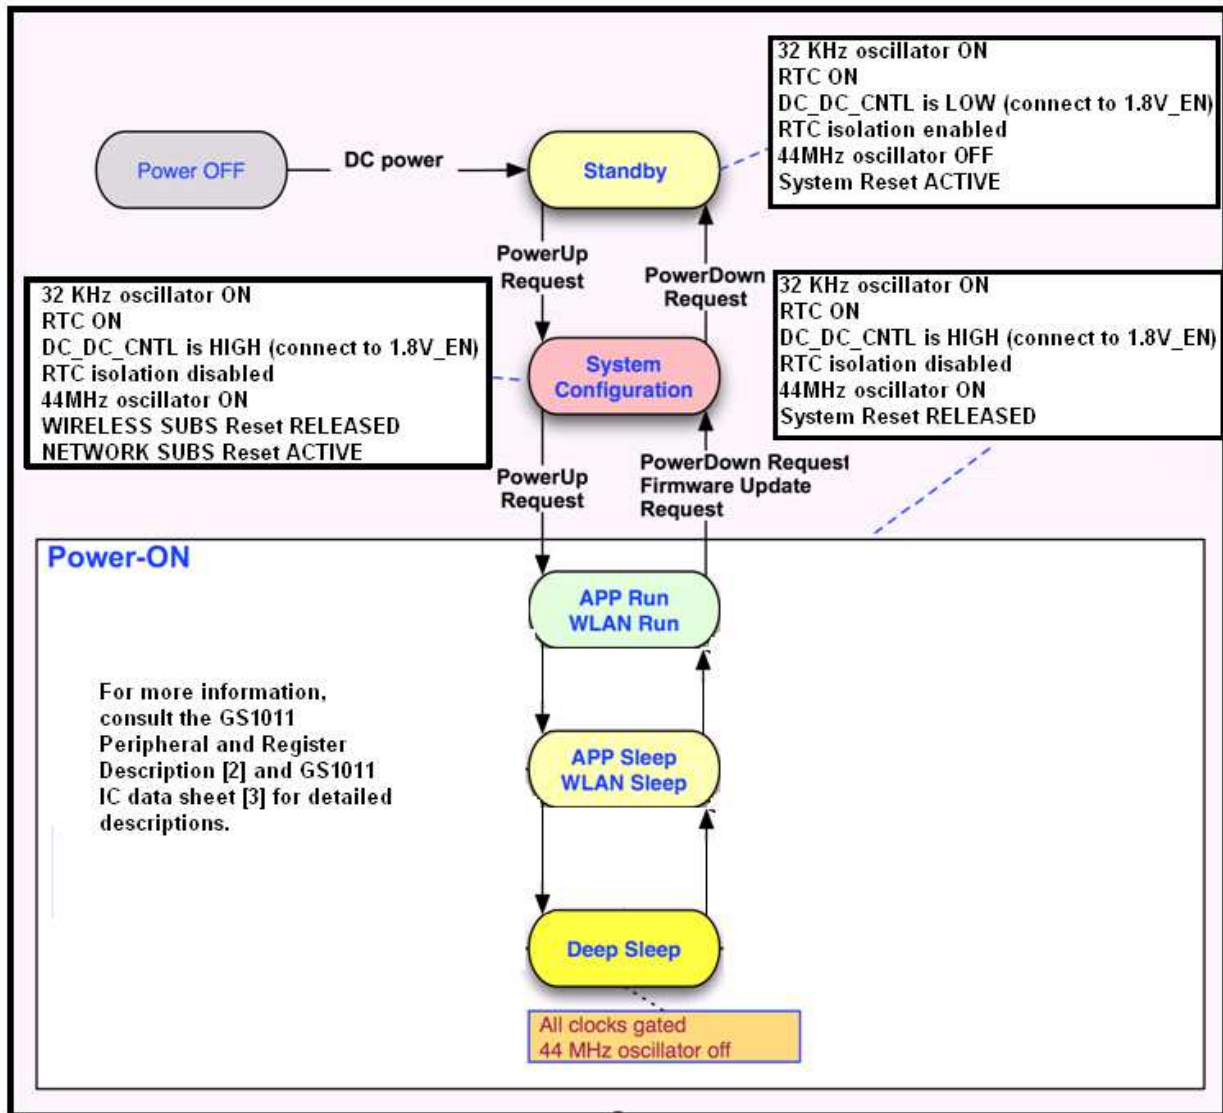 32 KHz oscillator ON
RTC ON
DC_DC_CNTL is LOW (connect to 1.8V_EN)
RTC isolation enabled
44MHz oscillator OFF
System Reset ACTIVE
Power OFF
DC power
Standby
PowerUp
Request
PowerDown
Request
32 KHz oscillator ON
RTC ON
DC_DC_CNTL is HIGH (connect to 1.8V_EN)
RTC isolation disabled
44MHz oscillator ON
WIRELESS SUBS Reset RELEASED
NETWORK SUBS Reset ACTIVE
System
Configuration
32 KHz oscillator ON
RTC ON
DC_DC_CNTL is HIGH (connect to 1.8V_EN)
RTC isolation disabled
44MHz oscillator ON
System Reset RELEASED
PowerUp
Request
PowerDown Request
Firmware Update
Request
Power-ON
APP Run
WLAN Run
For more information,
consult the GS1011
Peripheral and Register
Description [2] and GS1011
IC data sheet [3] for detailed
descriptions.
APP Sleep
WLAN Sleep
Deep Sleep
All clocks gated
44 MHz oscillator off